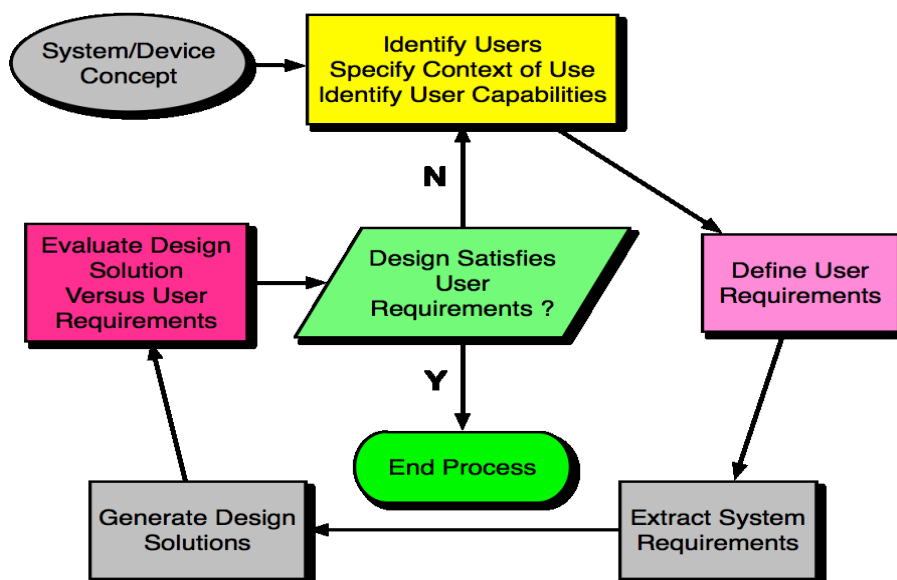 System/Device
Concept
Identify Users
Specify Context of Use
Identify User Capabilities
N
Evaluate Design
Solution
Versus User
Requirements
Design Satisfies
User
Requirements ?
Define User
Requirements
Y
End Process
Generate Design
Solutions
Extract System
Requirements